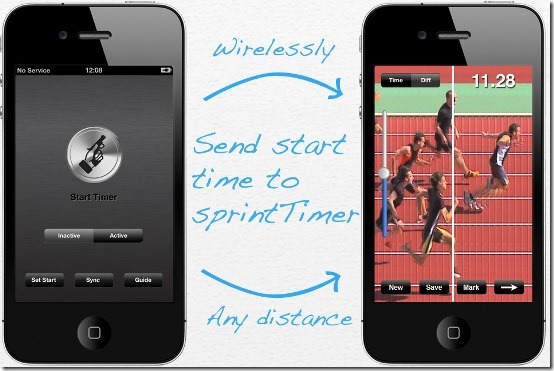 No Service 12:08
Start Timer
Inactive Active
Set Start Sync Guide
Wirelessly
Send start
time to
sprintTimer
Any distance
Time Diff 11.28
New Save Mark